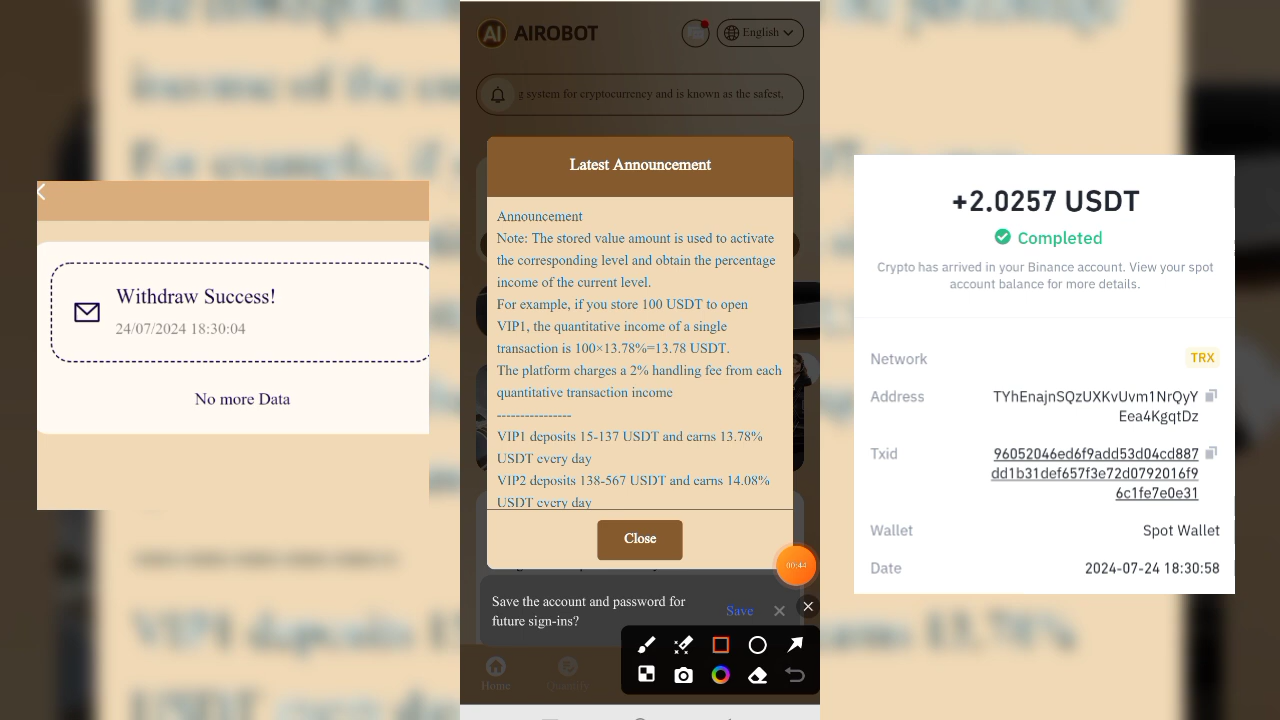 Withdraw Success!
24/07/2024 18:30:04
No more Data
AI AIROBOT
English
g system for cryptocurrency and is known as the safest,
Latest Announcement
Announcement
Note: The stored value amount is used to activate
the corresponding level and obtain the percentage
income of the current level.
For example, if you store 100 USDT to open
VIP1, the quantitative income of a single
transaction is 100×13.78%=13.78 USDT.
The platform charges a 2% handling fee from each
quantitative transaction income
----------------
VIP1 deposits 15-137 USDT and earns 13.78%
USDT every day
VIP2 deposits 138-567 USDT and earns 14.08%
USDT every day
Close
00:44
Save the account and password for
future sign-ins?
Save
Home
Quantify
+2.0257 USDT
Completed
Crypto has arrived in your Binance account. View your spot
account balance for more details.
Network
TRX
Address
TYhEnajnSQzUXKvUvm1NrQyY
Eea4KgqtDz
Txid
96052046ed6f9add53d04cd887
dd1b31def657f3e72d0792016f9
6c1fe7e0e31
Wallet
Spot Wallet
Date
2024-07-24 18:30:58